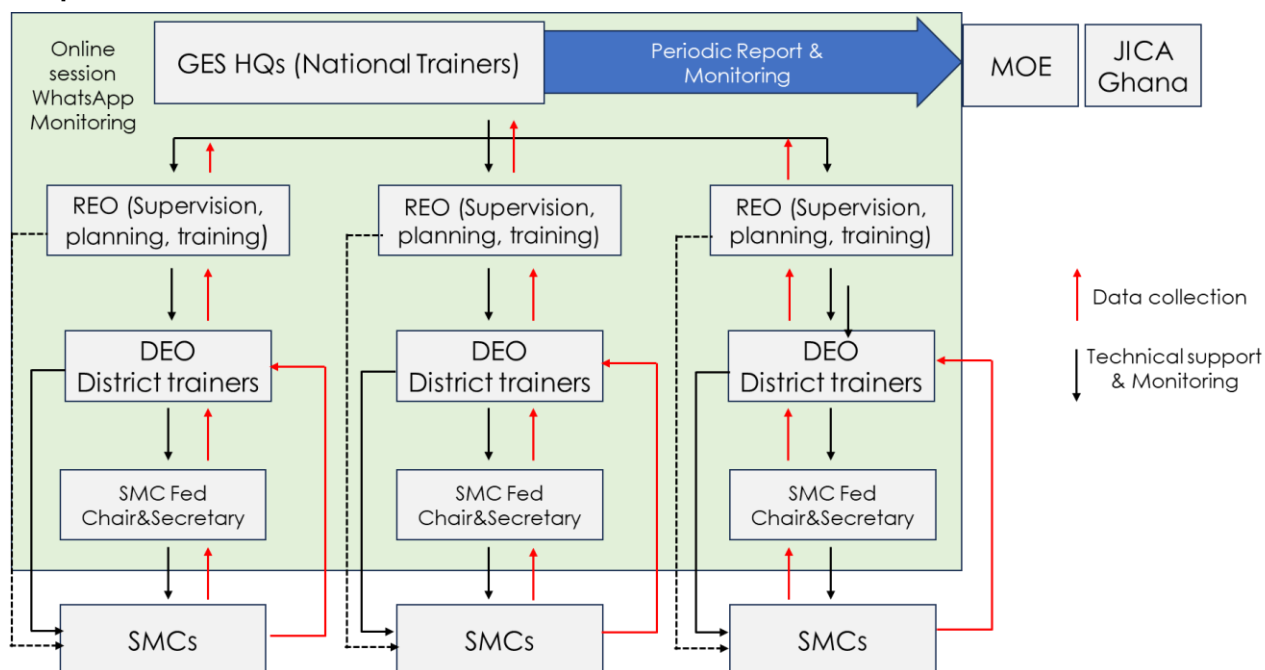 Online
session
WhatsApp
Monitoring
GES HQs (National Trainers)
Periodic Report &
Monitoring
MOE
JICA
Ghana
REO (Supervision,
planning, training)
REO (Supervision,
planning, training)
REO (Supervision,
planning, training)
Data collection
Technical support
& Monitoring
DEO
District trainers
DEO
District trainers
DEO
District trainers
SMC Fed
Chair&Secretary
SMC Fed
Chair&Secretary
SMC Fed
Chair&Secretary
SMCs
SMCs
SMCs